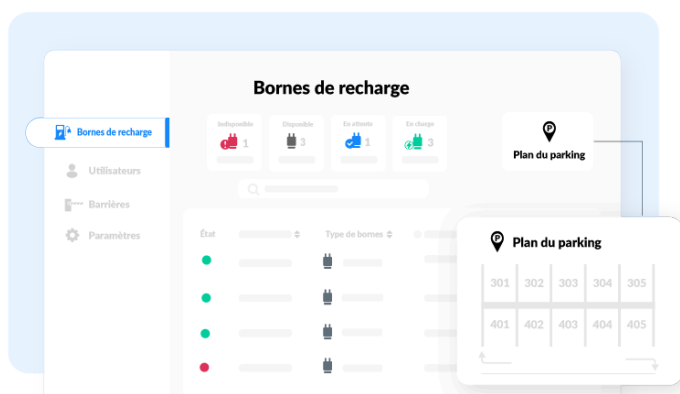 Bornes de recharge
Indisponible
1
Disponible
3
En attente
1
En charge
3
P
Plan du parking
Bornes de recharge
Utilisateurs
Barrières
Paramètres
État
Type de bornes
P
Plan du parking
301 302 303 304 305
401 402 403 404 405